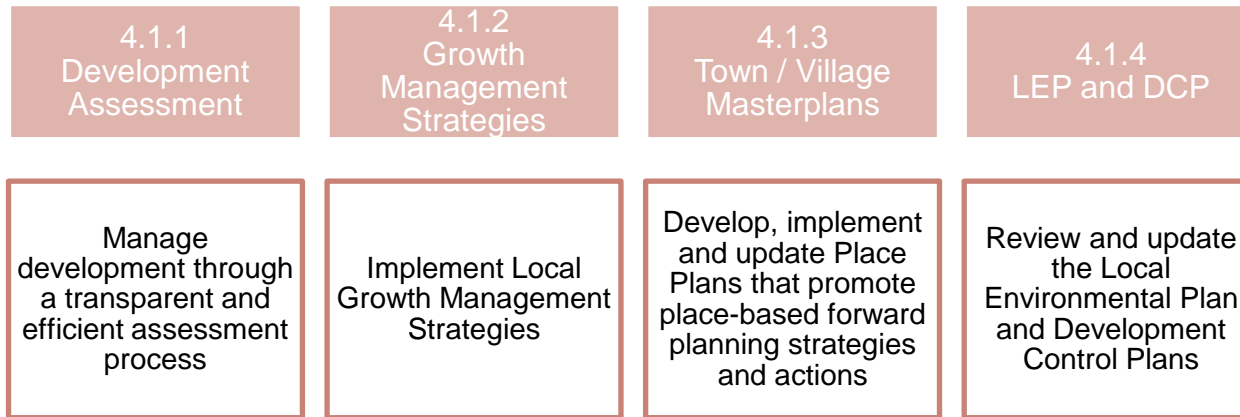 4.1.1
Development
Assessment
4.1.2
Growth
Management
Strategies
4.1.3
Town / Village
Masterplans
4.1.4
LEP and DCP
Manage
development through
a transparent and
efficient assessment
process
Implement Local
Growth Management
Strategies
Develop, implement
and update Place
Plans that promote
place-based forward
planning strategies
and actions
Review and update
the Local
Environmental Plan
and Development
Control Plans